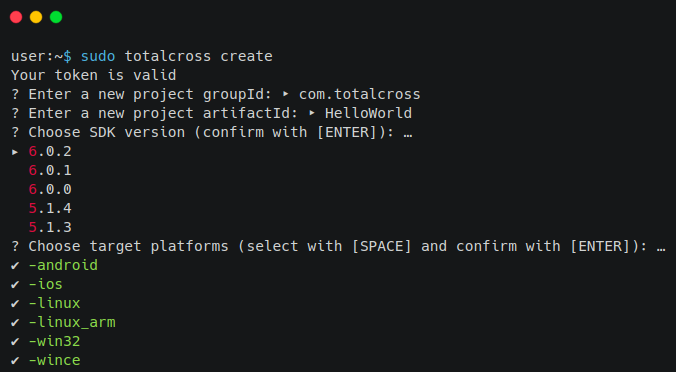 user:~$ sudo totalcross create
Your token is valid
? Enter a new project groupId: ‣ com.totalcross
? Enter a new project artifactId: ‣ HelloWorld
? Choose SDK version (confirm with [ENTER]): …
▸ 6.0.2
6.0.1
6.0.0
5.1.4
5.1.3
? Choose target platforms (select with [SPACE] and confirm with [ENTER]): …
✔ -android
✔ -ios
✔ -linux
✔ -linux_arm
✔ -win32
✔ -wince